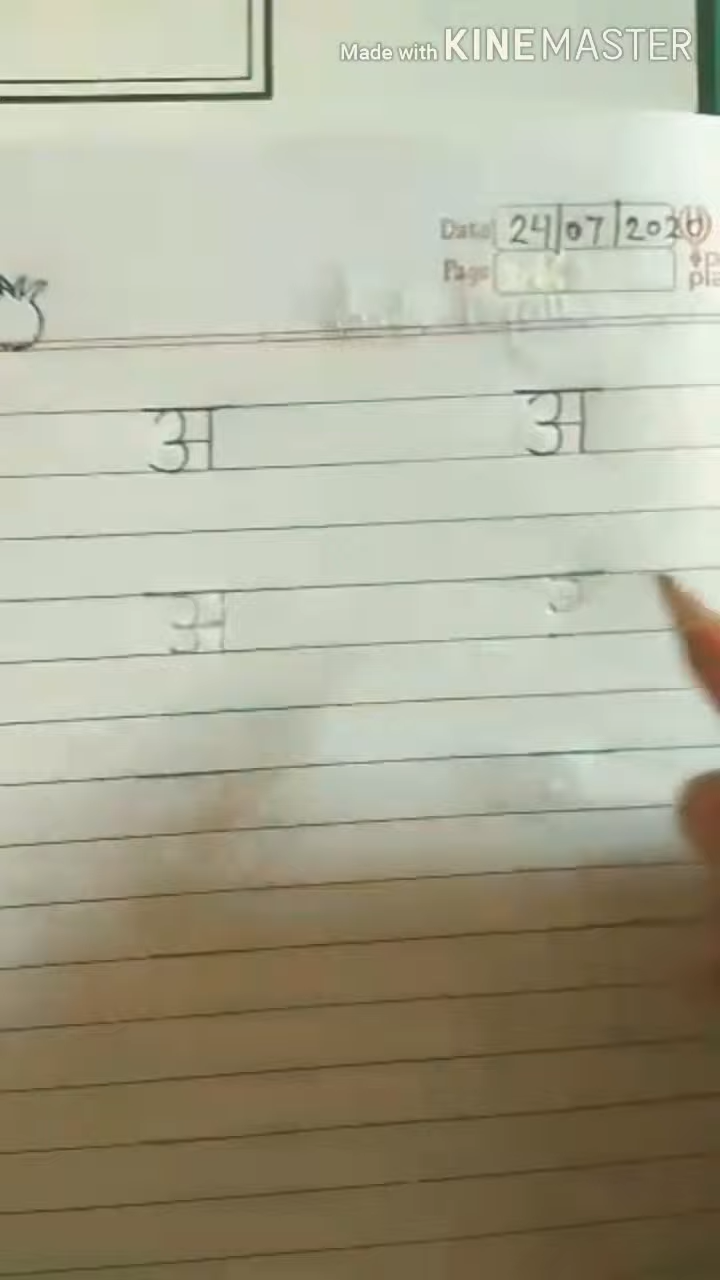 Made with KINEMASTER
Date 24/07/2020
Page
अ अ
अ